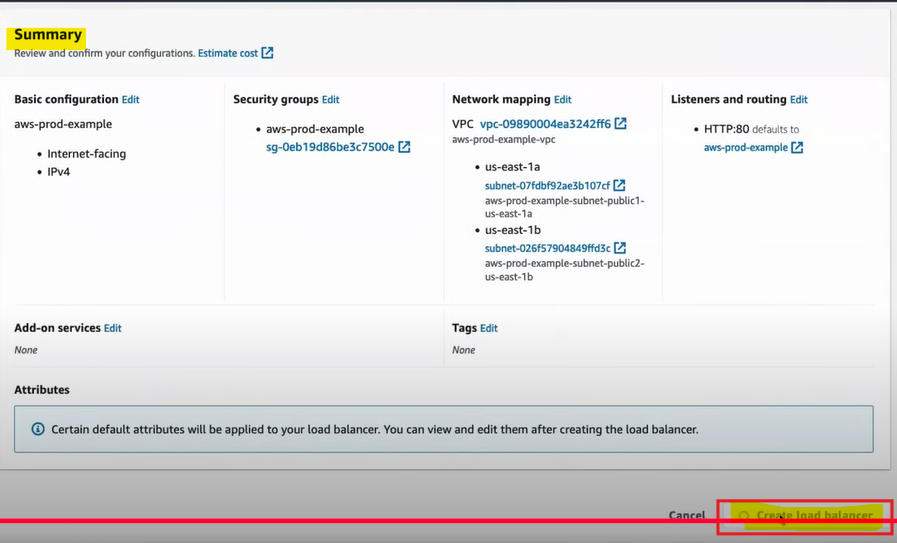 Summary
Review and confirm your configurations. Estimate cost
Basic configuration Edit
aws-prod-example
Internet-facing
IPv4
Security groups Edit
aws-prod-example
sg-0eb19d86be3c7500e
Network mapping Edit
VPC vpc-09890004ea3242ff6
aws-prod-example-vpc
us-east-1a
subnet-07fdbf92ae3b107cf
aws-prod-example-subnet-public1-
us-east-1a
us-east-1b
subnet-026f57904849ffd3c
aws-prod-example-subnet-public2-
us-east-1b
Listeners and routing Edit
HTTP:80 defaults to
aws-prod-example
Add-on services Edit
None
Tags Edit
None
Attributes
Certain default attributes will be applied to your load balancer. You can view and edit them after creating the load balancer.
Cancel
Create load balancer